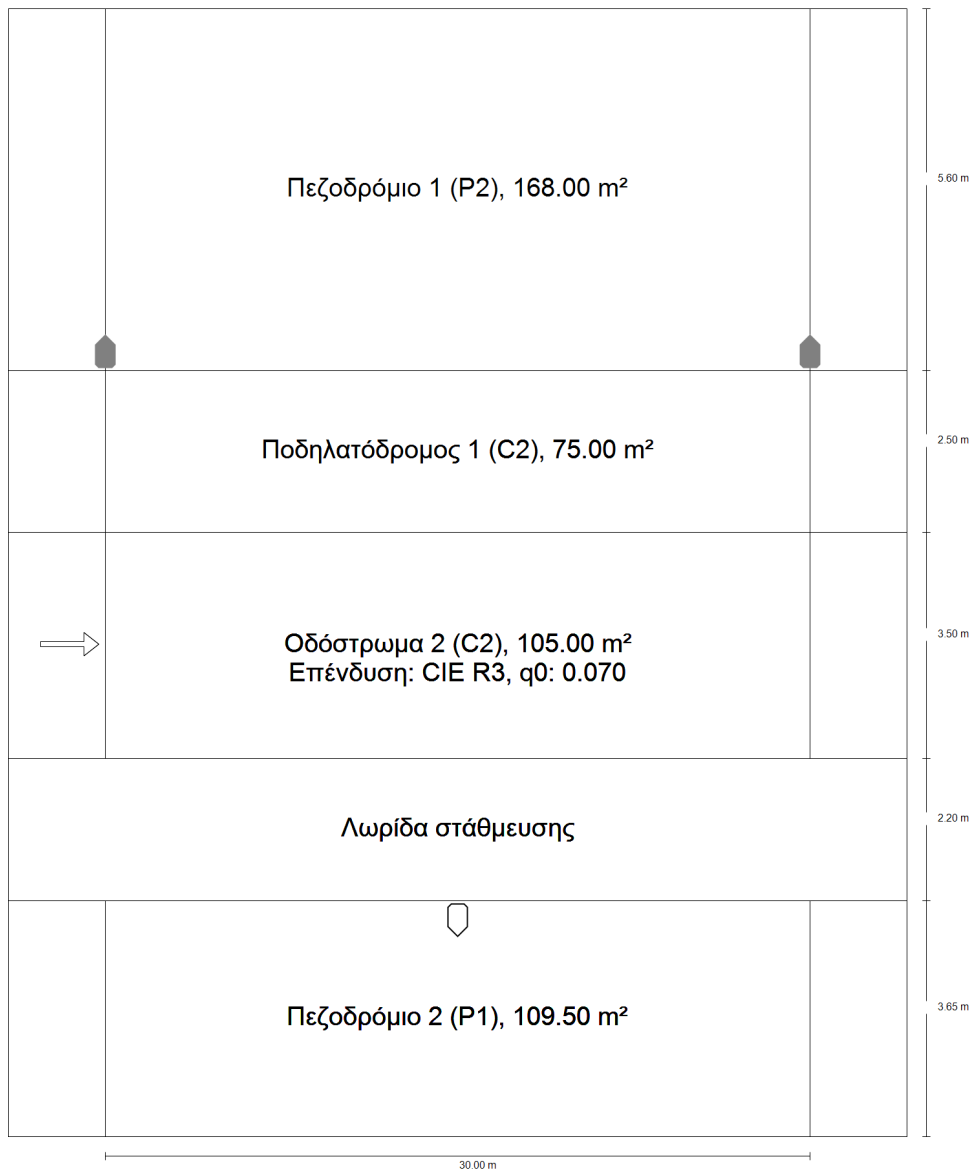 Πεζοδρόμιο 1 (P2), 168.00 m²
5.60 m
Ποδηλατόδρομος 1 (C2), 75.00 m²
2.50 m
Οδόστρωμα 2 (C2), 105.00 m²
Επένδυση: CIE R3, q0: 0.070
3.50 m
Λωρίδα στάθμευσης
2.20 m
Πεζοδρόμιο 2 (P1), 109.50 m²
3.65 m
30.00 m